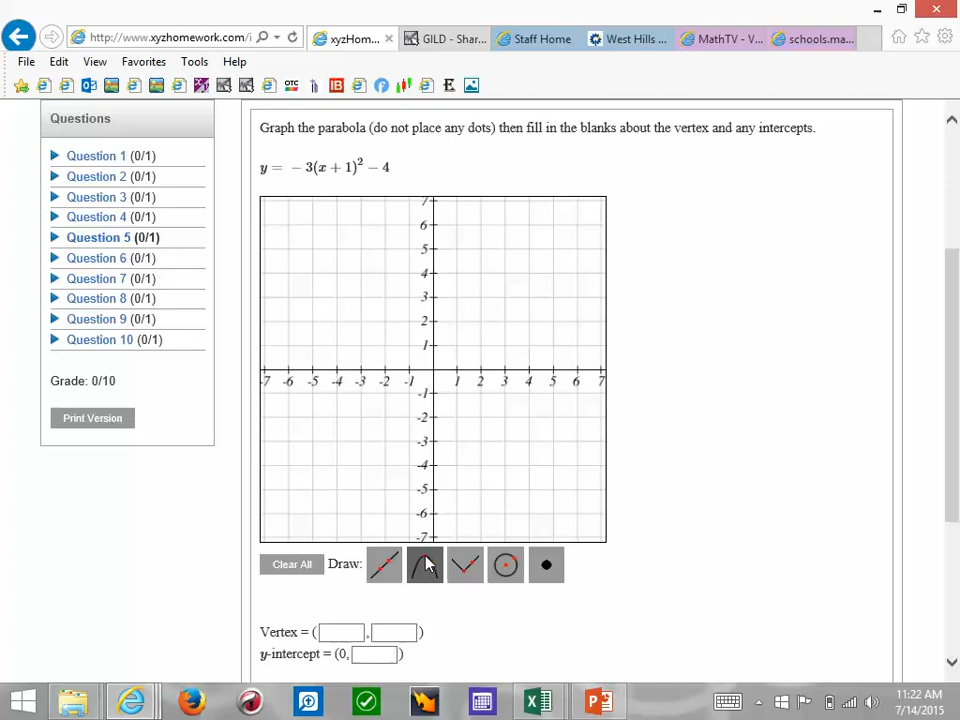 http://www.xyzhomework.com/i
xyzHom...
GILD - Shar...
Staff Home
West Hills ...
MathTV - V...
schools.ma...
File Edit View Favorites Tools Help
OTC IB E
Questions
Question 1 (0/1)
Question 2 (0/1)
Question 3 (0/1)
Question 4 (0/1)
Question 5 (0/1)
Question 6 (0/1)
Question 7 (0/1)
Question 8 (0/1)
Question 9 (0/1)
Question 10 (0/1)
Grade: 0/10
Print Version
Graph the parabola (do not place any dots) then fill in the blanks about the vertex and any intercepts.
y = − 3(x + 1)² − 4
7
6
5
4
3
2
1
-7 -6 -5 -4 -3 -2 -1 1 2 3 4 5 6 7
-1
-2
-3
-4
-5
-6
-7
Clear All Draw:
Vertex = ( , )
y-intercept = (0, )
11:22 AM
7/14/2015